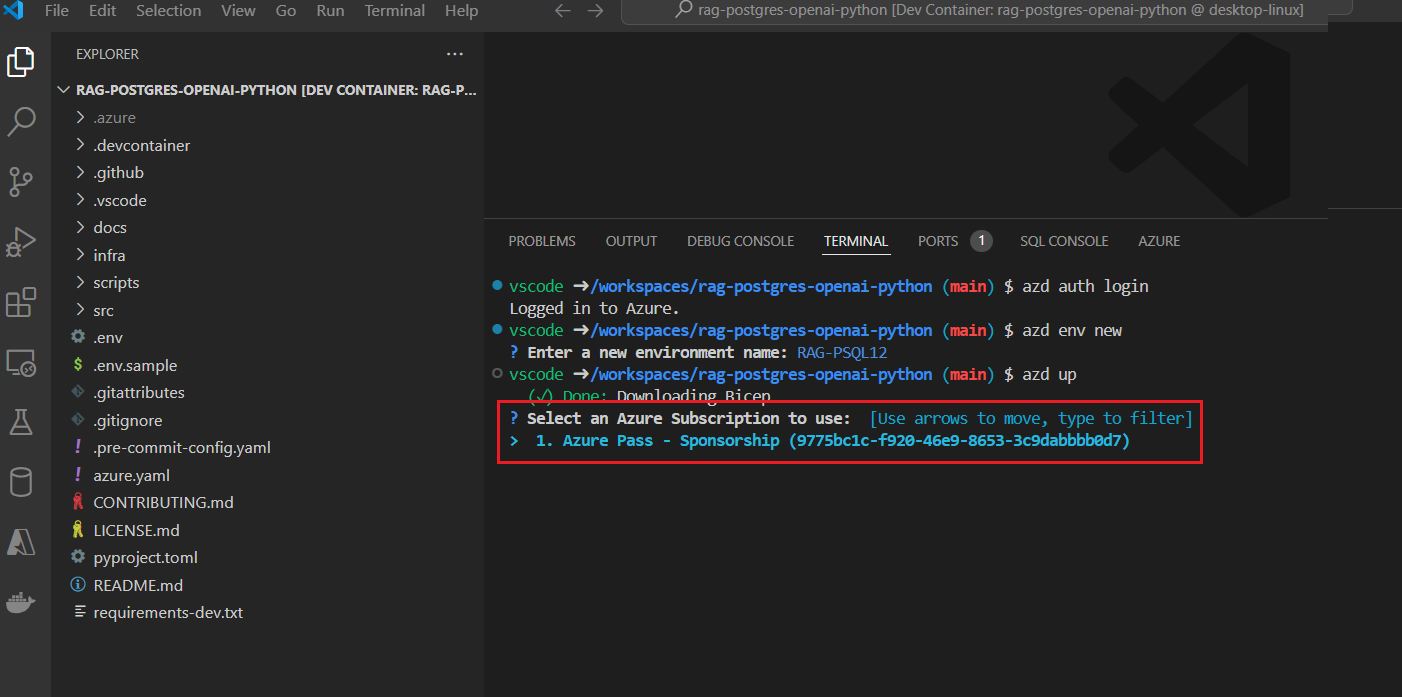 File Edit Selection View Go Run Terminal Help
rag-postgres-openai-python [Dev Container: rag-postgres-openai-python @ desktop-linux]
EXPLORER
RAG-POSTGRES-OPENAI-PYTHON [DEV CONTAINER: RAG-P...
.azure
.devcontainer
.github
.vscode
docs
infra
scripts
src
.env
$ .env.sample
.gitattributes
.gitignore
! .pre-commit-config.yaml
! azure.yaml
CONTRIBUTING.md
LICENSE.md
pyproject.toml
README.md
requirements-dev.txt
PROBLEMS OUTPUT DEBUG CONSOLE TERMINAL PORTS 1 SQL CONSOLE AZURE
vscode ➜/workspaces/rag-postgres-openai-python (main) $ azd auth login
Logged in to Azure.
vscode ➜/workspaces/rag-postgres-openai-python (main) $ azd env new
? Enter a new environment name: RAG-PSQL12
vscode ➜/workspaces/rag-postgres-openai-python (main) $ azd up
(✓) Done: Downloading Bicep
? Select an Azure Subscription to use: [Use arrows to move, type to filter]
> 1. Azure Pass - Sponsorship (9775bc1c-f920-46e9-8653-3c9dabbbb0d7)